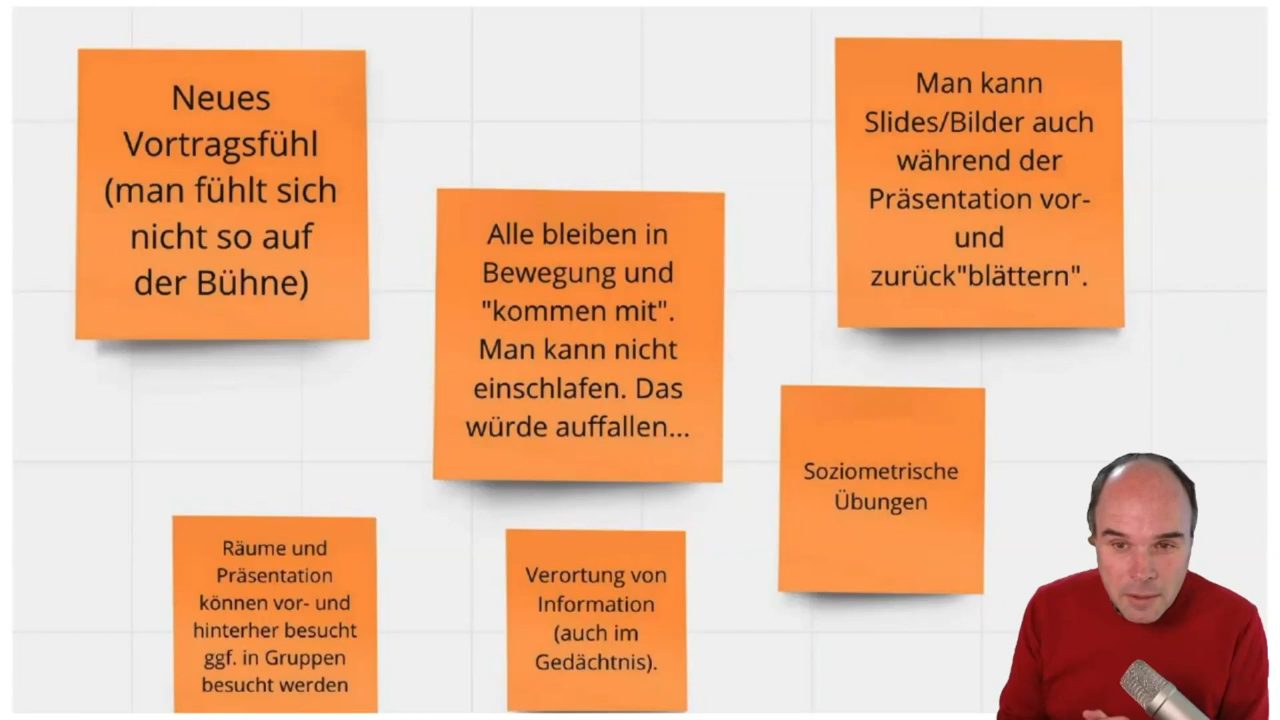 Neues
Vortragsfühl
(man fühlt sich
nicht so auf
der Bühne)
Alle bleiben in
Bewegung und
"kommen mit".
Man kann nicht
einschlafen. Das
würde auffallen...
Man kann
Slides/Bilder auch
während der
Präsentation vor-
und
zurück"blättern".
Soziometrische
Übungen
Räume und
Präsentation
können vor- und
hinterher besucht
ggf. in Gruppen
besucht werden
Verortung von
Information
(auch im
Gedächtnis).